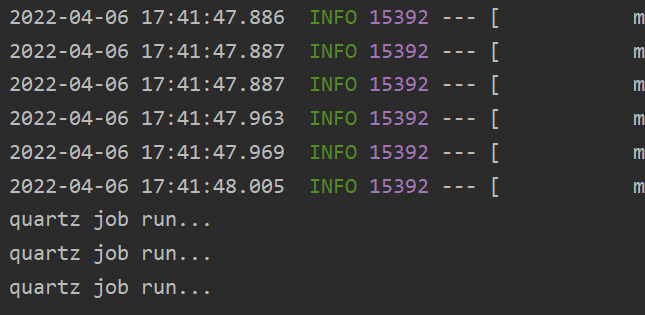 2022-04-06 17:41:47.886  INFO 15392 --- [           m
2022-04-06 17:41:47.887  INFO 15392 --- [           m
2022-04-06 17:41:47.887  INFO 15392 --- [           m
2022-04-06 17:41:47.963  INFO 15392 --- [           m
2022-04-06 17:41:47.969  INFO 15392 --- [           m
2022-04-06 17:41:48.005  INFO 15392 --- [           m
quartz job run...
quartz job run...
quartz job run...